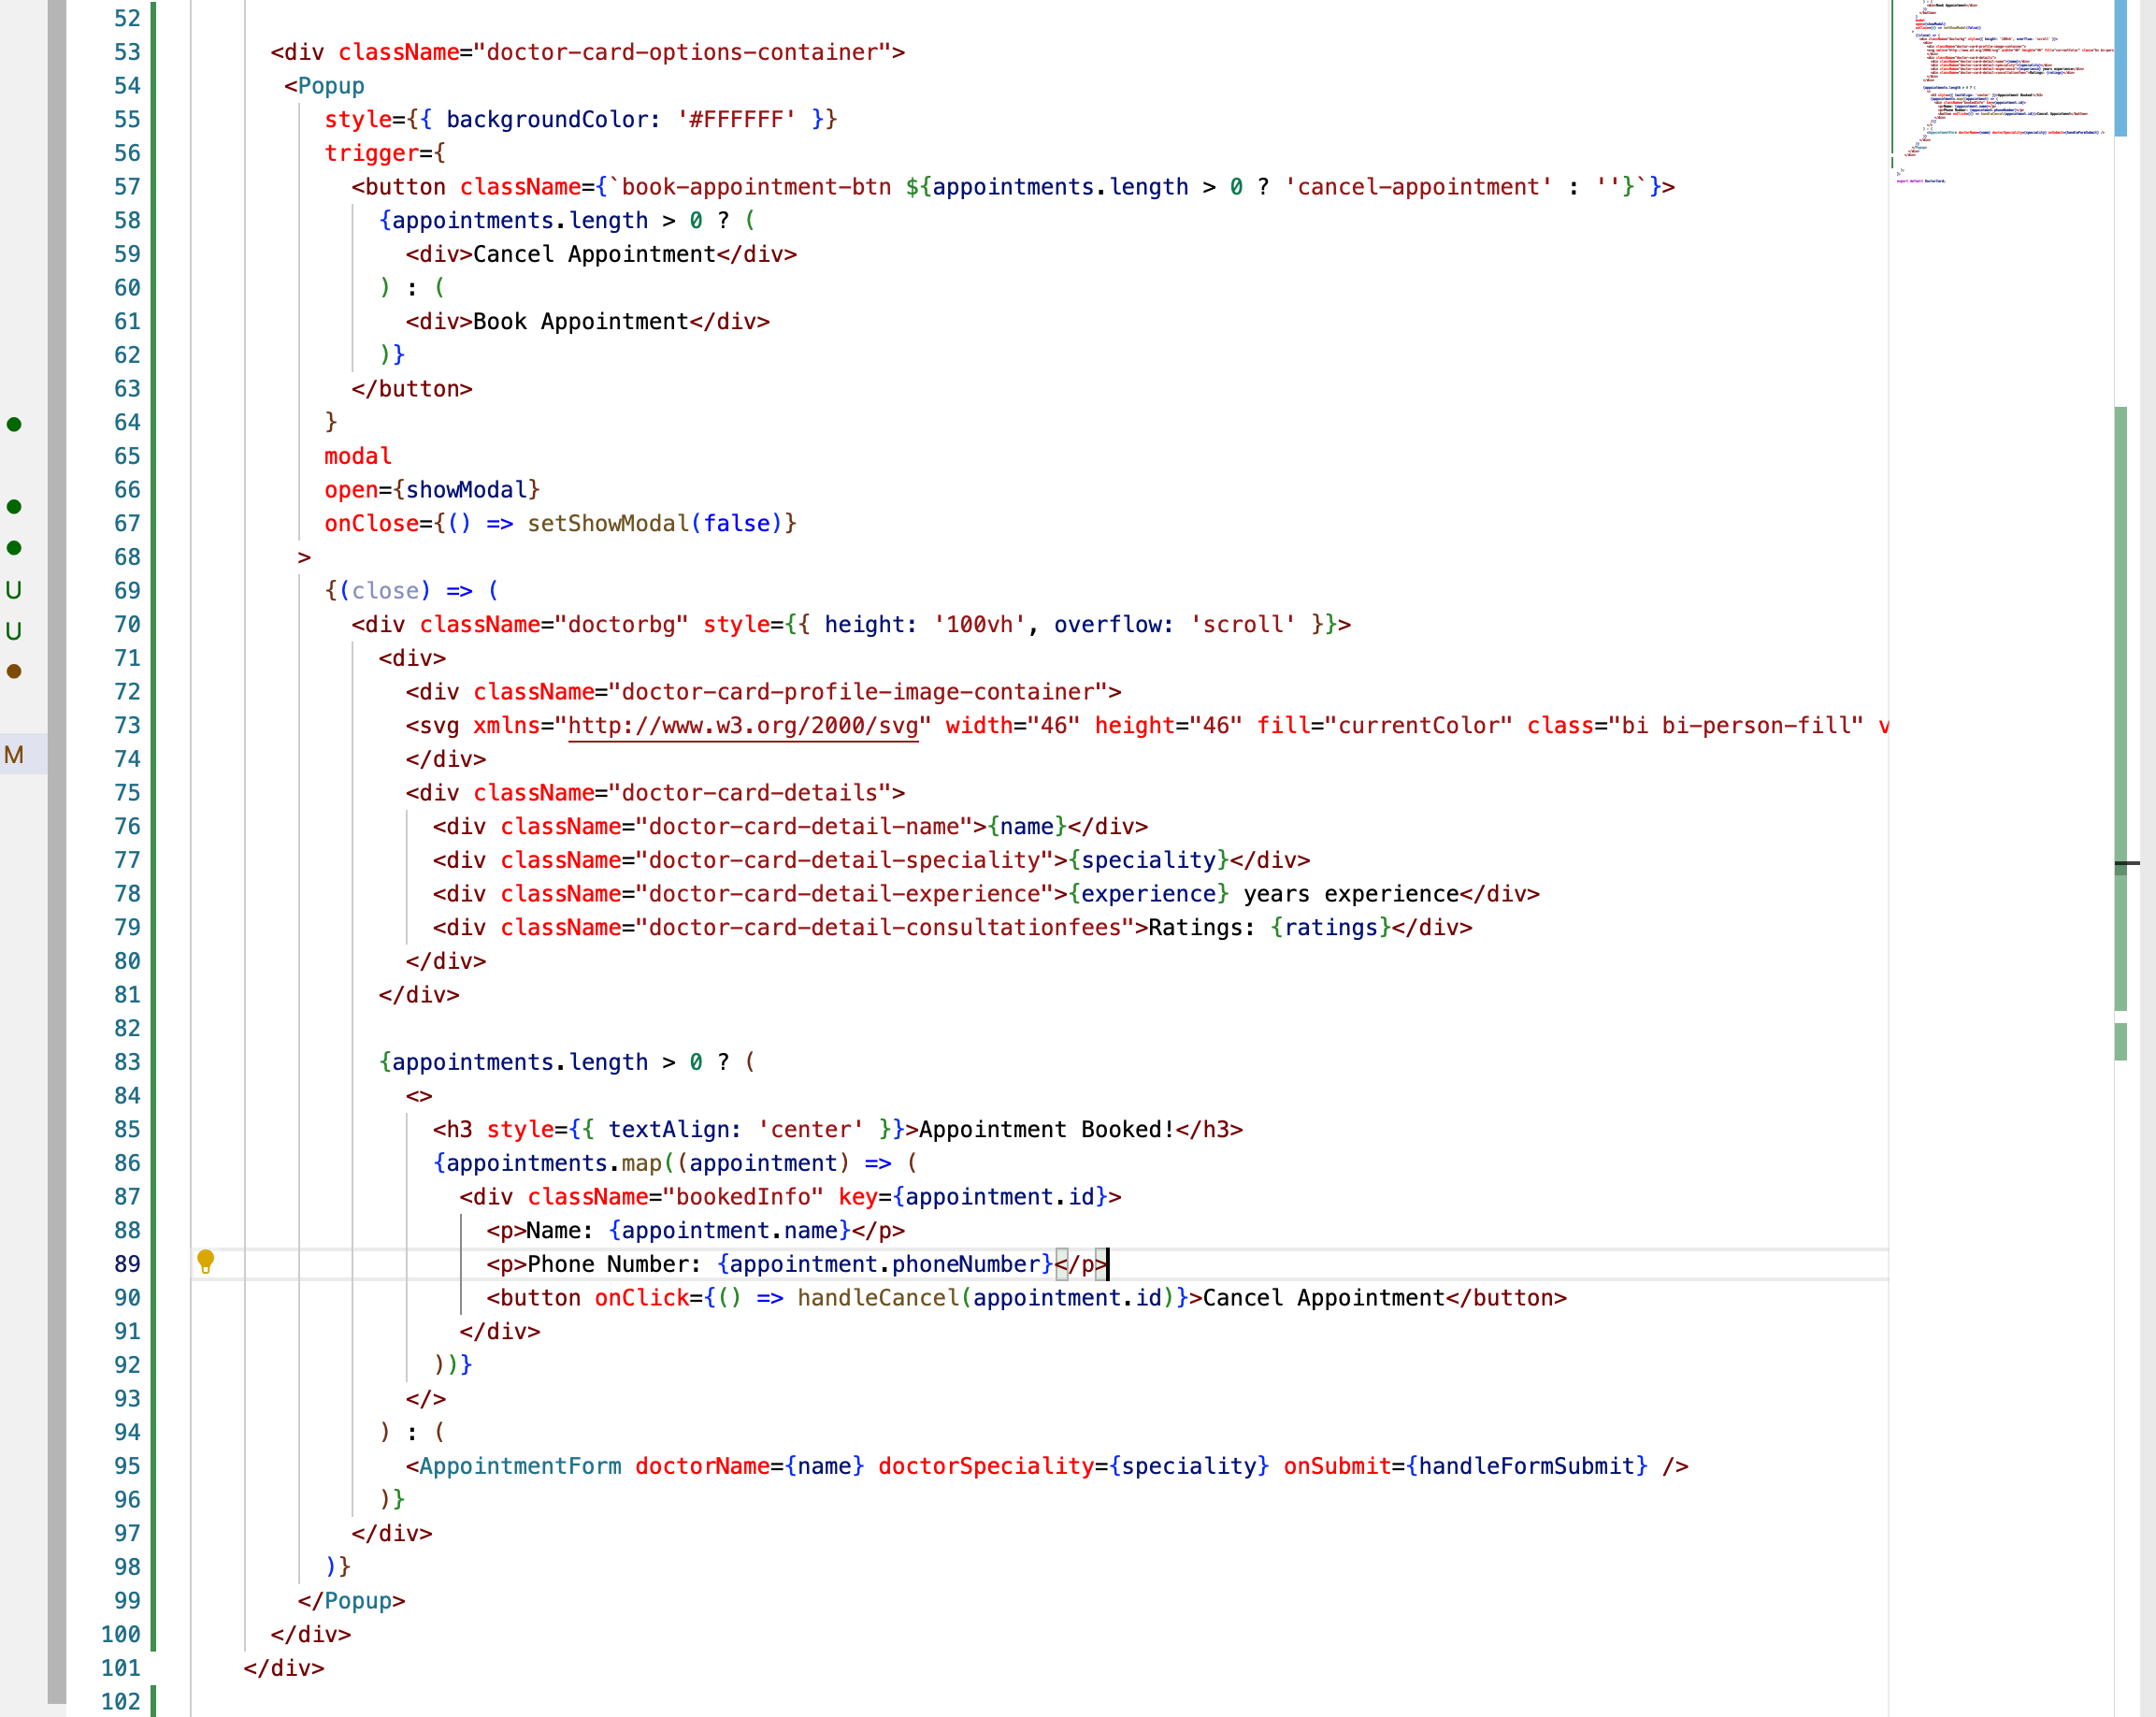 52
53 <div className="doctor-card-options-container">
54 <Popup
55 style={{ backgroundColor: '#FFFFFF' }}
56 trigger={
57 <button className={`book-appointment-btn ${appointments.length > 0 ? 'cancel-appointment' : ''}`}>
58 {appointments.length > 0 ? (
59 <div>Cancel Appointment</div>
60 ) : (
61 <div>Book Appointment</div>
62 )}
63 </button>
64 }
65 modal
66 open={showModal}
67 onClose={() => setShowModal(false)}
68 >
69 {(close) => (
70 <div className="doctorbg" style={{ height: '100vh', overflow: 'scroll' }}>
71 <div>
72 <div className="doctor-card-profile-image-container">
73 <svg xmlns="http://www.w3.org/2000/svg" width="46" height="46" fill="currentColor" class="bi bi-person-fill" v
74 </div>
75 <div className="doctor-card-details">
76 <div className="doctor-card-detail-name">{name}</div>
77 <div className="doctor-card-detail-speciality">{speciality}</div>
78 <div className="doctor-card-detail-experience">{experience} years experience</div>
79 <div className="doctor-card-detail-consultationfees">Ratings: {ratings}</div>
80 </div>
81 </div>
82
83 {appointments.length > 0 ? (
84 <>
85 <h3 style={{ textAlign: 'center' }}>Appointment Booked!</h3>
86 {appointments.map((appointment) => (
87 <div className="bookedInfo" key={appointment.id}>
88 <p>Name: {appointment.name}</p>
89 <p>Phone Number: {appointment.phoneNumber}</p>
90 <button onClick={() => handleCancel(appointment.id)}>Cancel Appointment</button>
91 </div>
92 ))}
93 </>
94 ) : (
95 <AppointmentForm doctorName={name} doctorSpeciality={speciality} onSubmit={handleFormSubmit} />
96 )}
97 </div>
98 )}
99 </Popup>
100 </div>
101 </div>
102
U
U
M